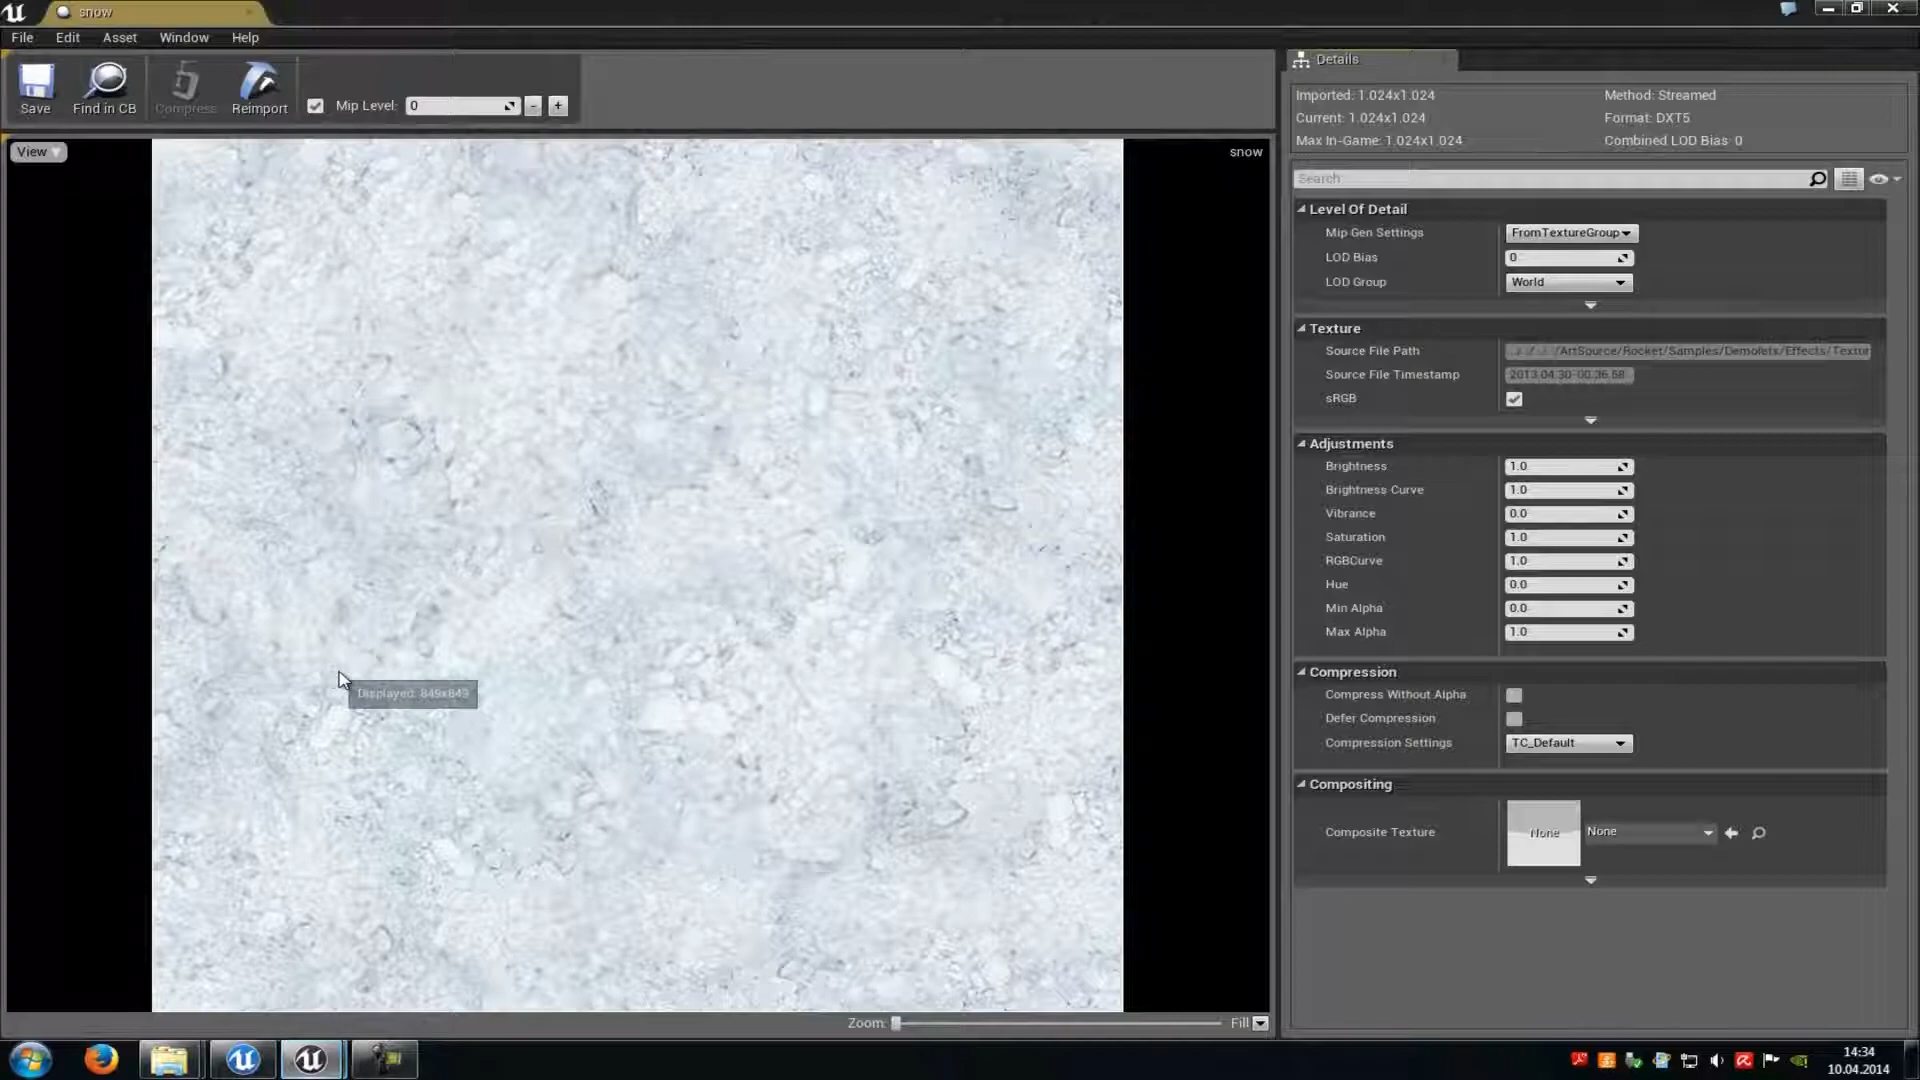 snow
File Edit Asset Window Help
Save Find in CB Compress Reimport Mip Level: 0 - +
View snow
Displayed: 849x849
Zoom: Fill
Details
Imported: 1.024x1.024 Method: Streamed
Current: 1.024x1.024 Format: DXT5
Max In-Game: 1.024x1.024 Combined LOD Bias: 0
Search
Level Of Detail
Mip Gen Settings FromTextureGroup
LOD Bias 0
LOD Group World
Texture
Source File Path /ArtSource/Rocket/Samples/Demolets/Effects/Textur
Source File Timestamp 2013.04.30-00.36.58
sRGB
Adjustments
Brightness 1.0
Brightness Curve 1.0
Vibrance 0.0
Saturation 1.0
RGBCurve 1.0
Hue 0.0
Min Alpha 0.0
Max Alpha 1.0
Compression
Compress Without Alpha
Defer Compression
Compression Settings TC_Default
Compositing
Composite Texture None None
14:34
10.04.2014